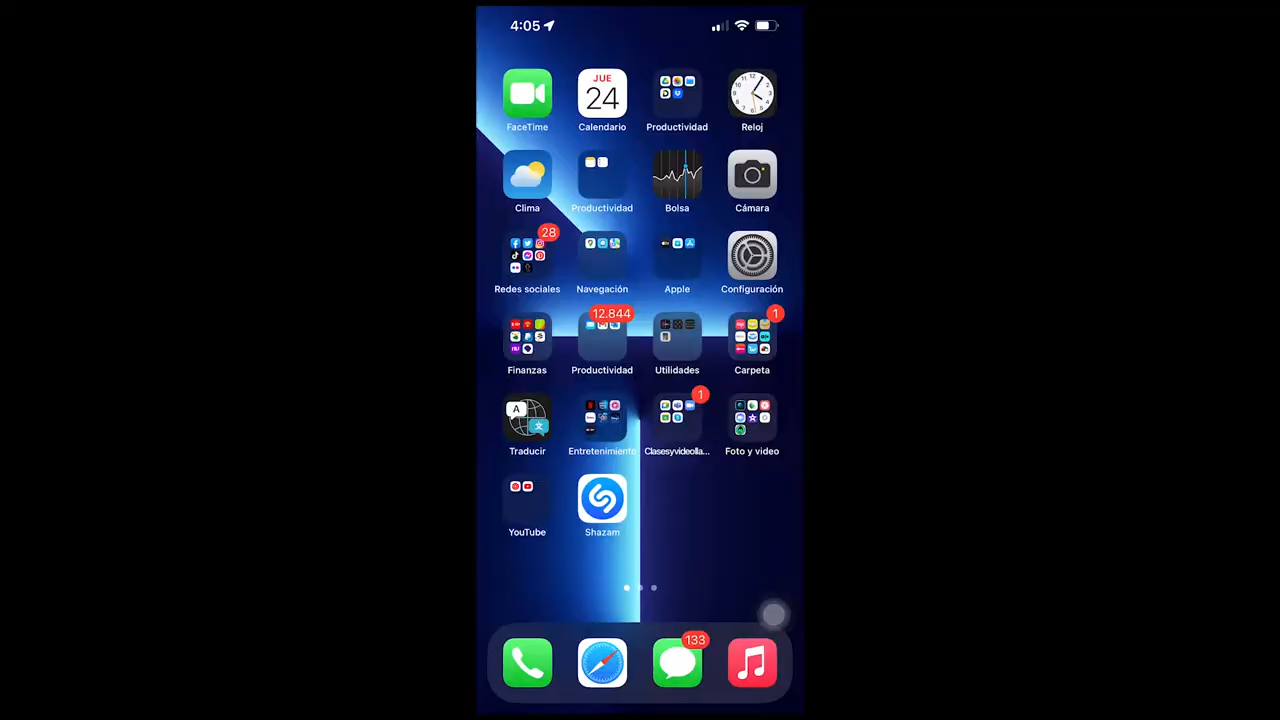 4:05
FaceTime
JUE
24
Calendario
Productividad
Reloj
Clima
Productividad
Bolsa
Cámara
28
Redes sociales
Navegación
Apple
Configuración
Finanzas
12.844
Productividad
Utilidades
1
Carpeta
A
文
Traducir
Entretenimiento
1
Clasesyvideolla...
Foto y video
YouTube
Shazam
133